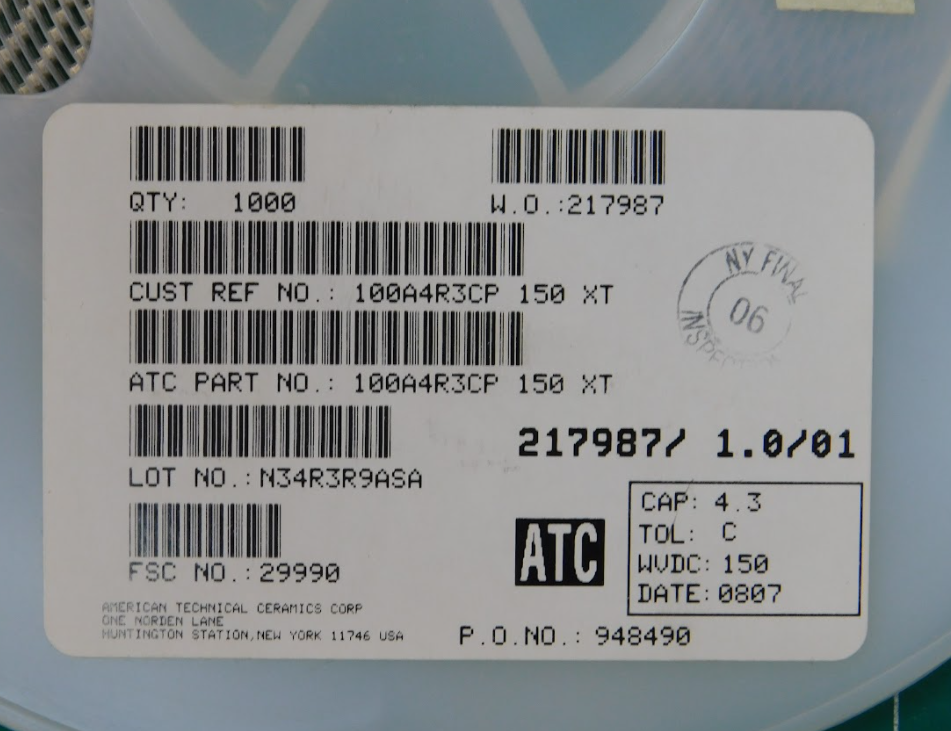 QTY: 1000
W.O.:217987
CUST REF NO.: 100A4R3CP 150 XT
NY FINAL
06
INSPECTION
ATC PART NO.: 100A4R3CP 150 XT
217987/ 1.0/01
LOT NO.:N34R3R9ASA
CAP: 4.3
TOL: C
WVDC: 150
DATE:0807
ATC
FSC NO.:29990
AMERICAN TECHNICAL CERAMICS CORP
ONE NORDEN LANE
HUNTINGTON STATION,NEW YORK 11746 USA
P.O.NO.: 948490